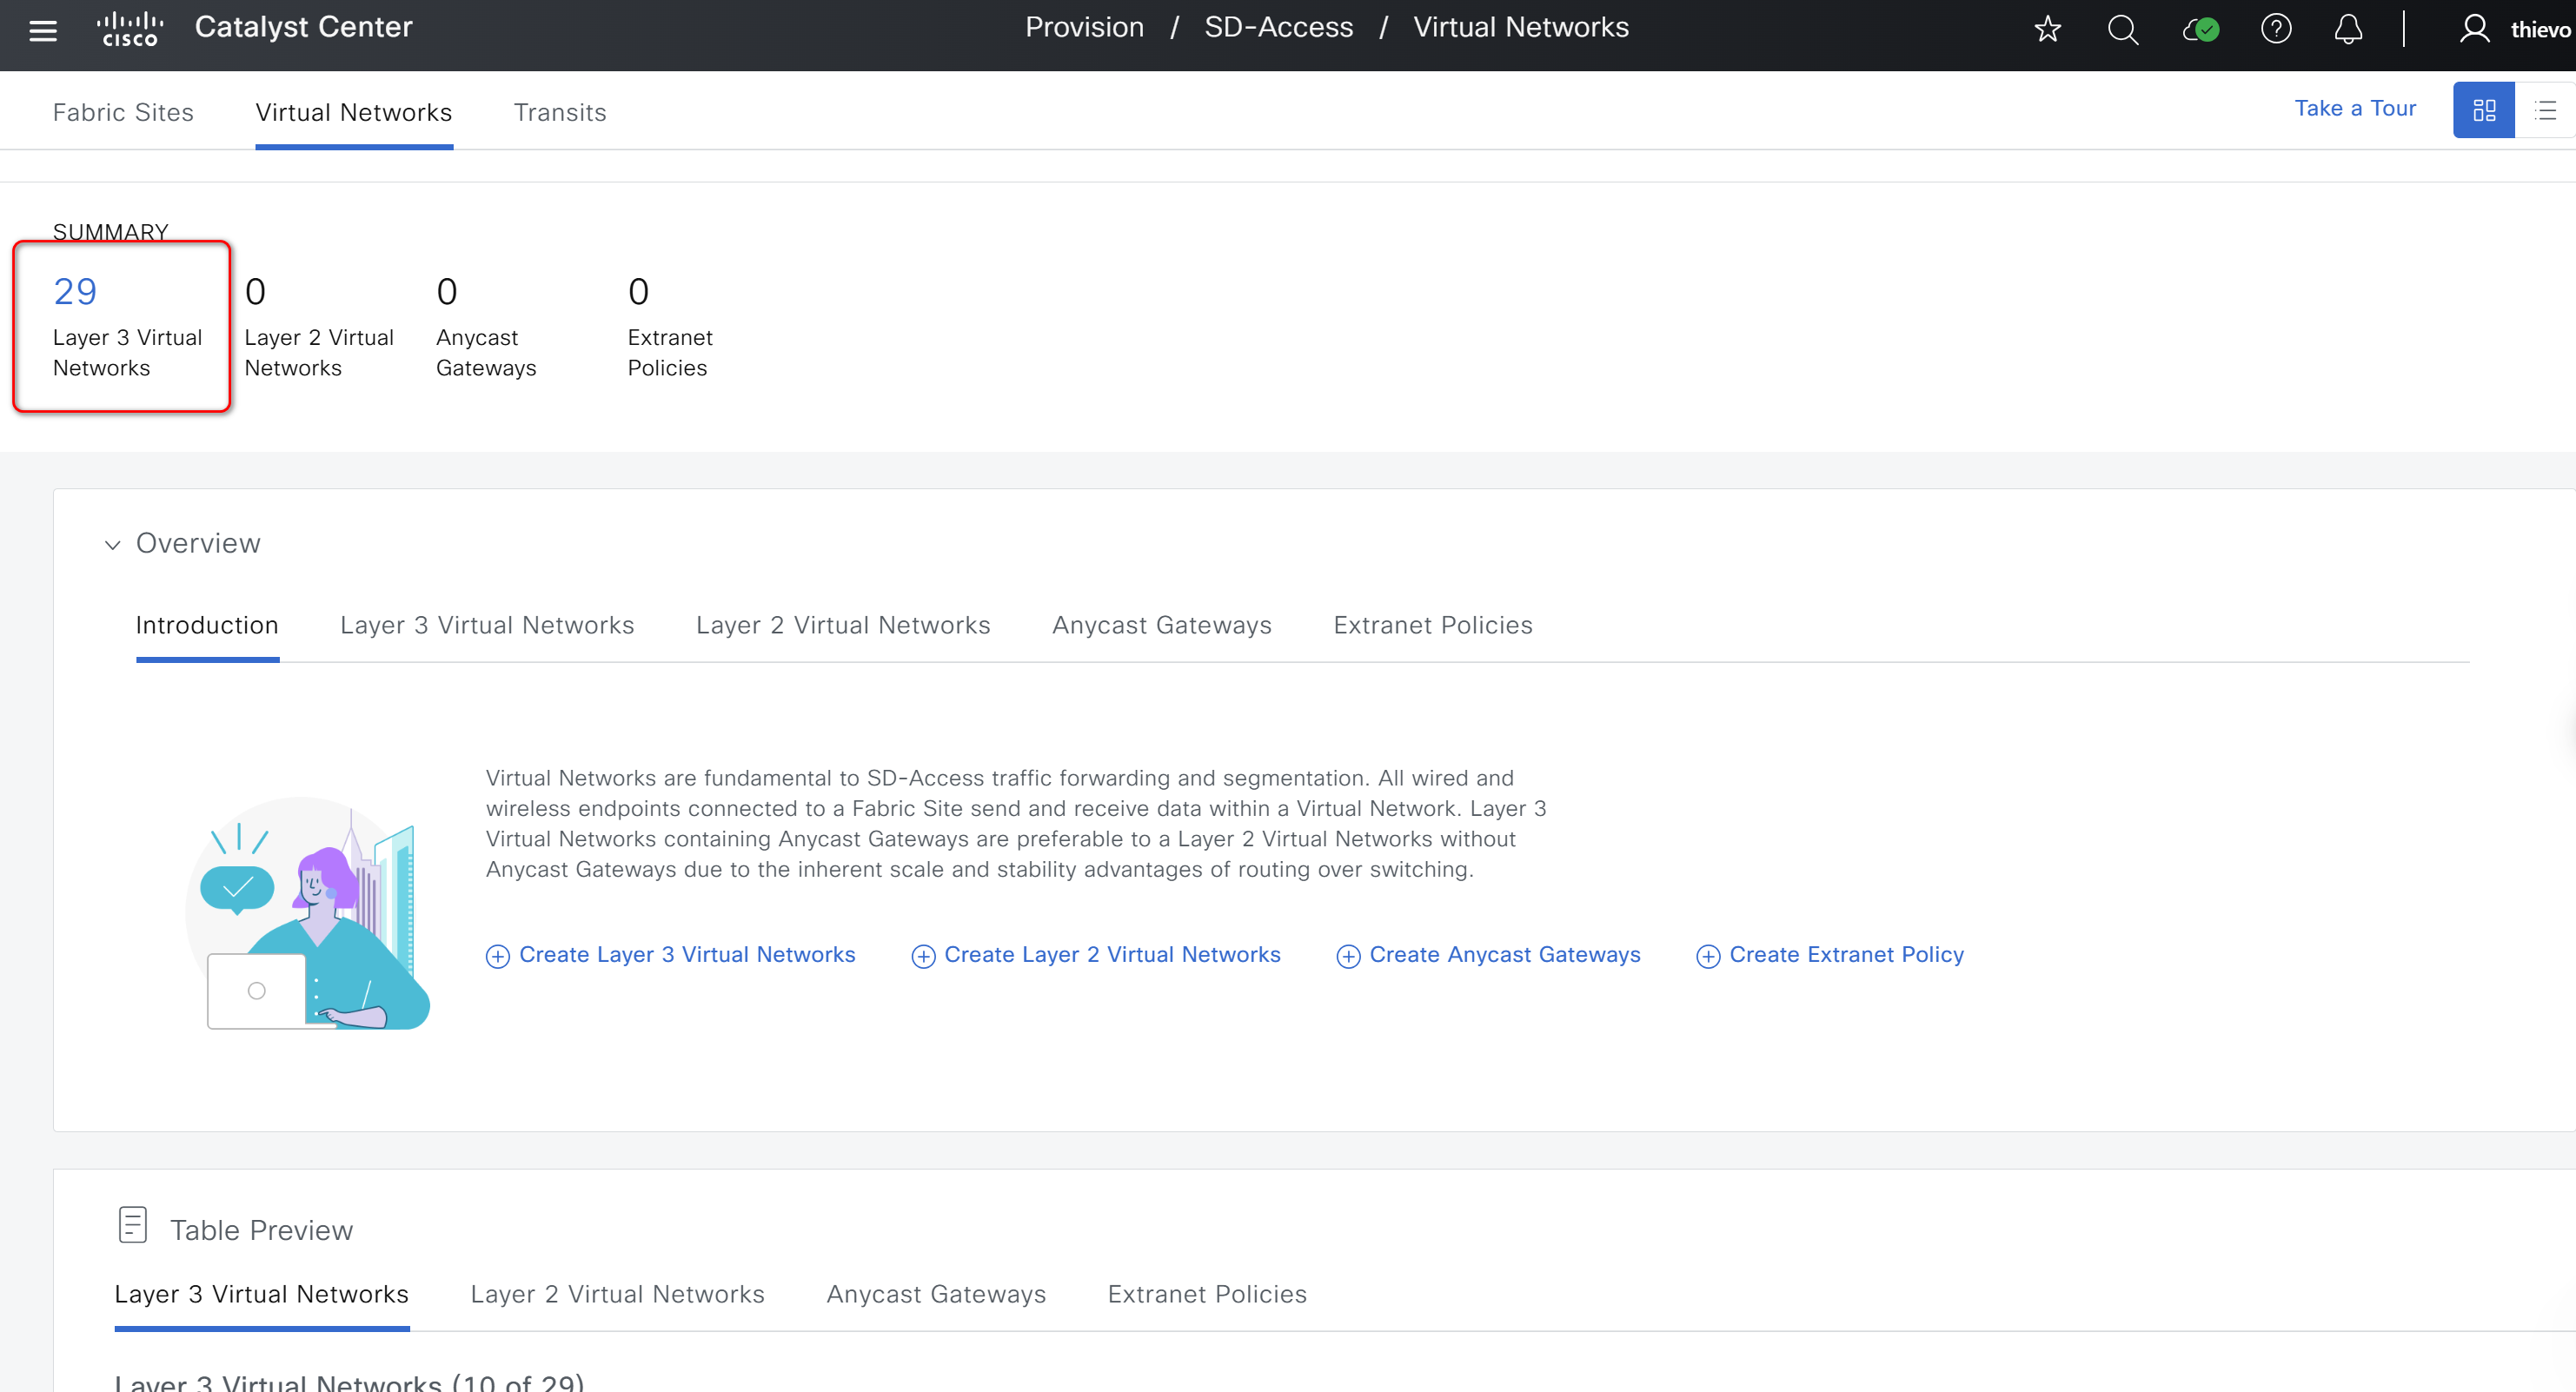 CISCO
Catalyst Center
Provision / SD-Access / Virtual Networks
thievo
Fabric Sites
Virtual Networks
Transits
Take a Tour
SUMMARY
29
Layer 3 Virtual
Networks
0
Layer 2 Virtual
Networks
0
Anycast
Gateways
0
Extranet
Policies
Overview
Introduction
Layer 3 Virtual Networks
Layer 2 Virtual Networks
Anycast Gateways
Extranet Policies
Virtual Networks are fundamental to SD-Access traffic forwarding and segmentation. All wired and
wireless endpoints connected to a Fabric Site send and receive data within a Virtual Network. Layer 3
Virtual Networks containing Anycast Gateways are preferable to a Layer 2 Virtual Networks without
Anycast Gateways due to the inherent scale and stability advantages of routing over switching.
Create Layer 3 Virtual Networks
Create Layer 2 Virtual Networks
Create Anycast Gateways
Create Extranet Policy
Table Preview
Layer 3 Virtual Networks
Layer 2 Virtual Networks
Anycast Gateways
Extranet Policies
Layer 3 Virtual Networks (10 of 29)